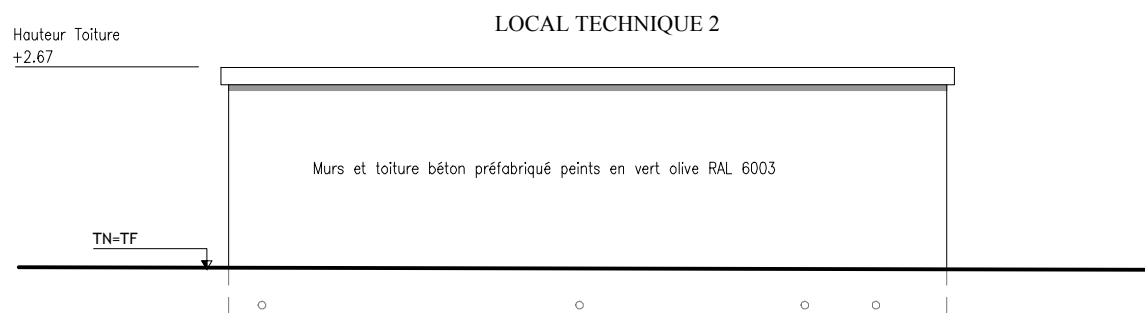 LOCAL TECHNIQUE 2
Hauteur Toiture
+2.67
Murs et toiture béton préfabriqué peints en vert olive RAL 6003
TN=TF